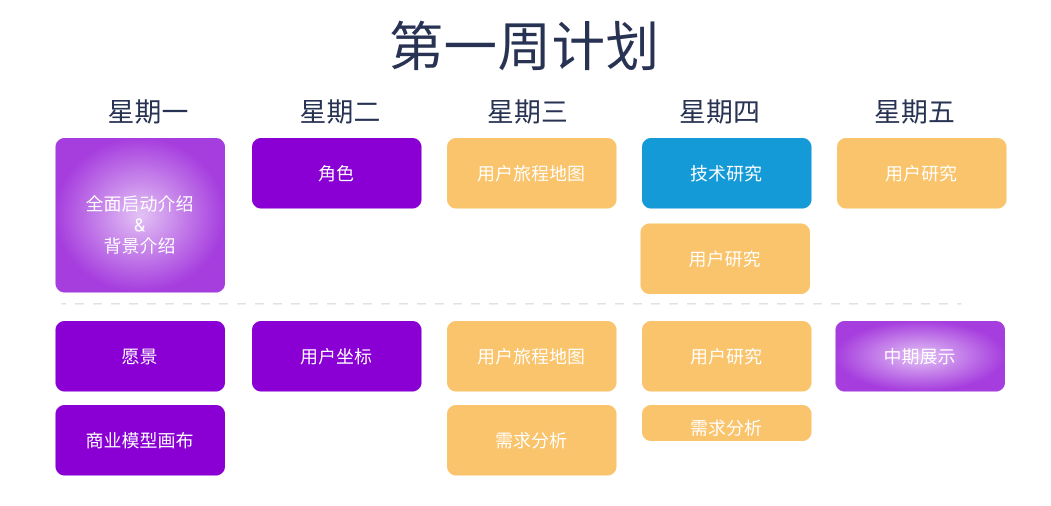 第一周计划
星期一
星期二
星期三
星期四
星期五
全面启动介绍
&
背景介绍
角色
用户旅程地图
技术研究
用户研究
用户研究
愿景
用户坐标
用户旅程地图
用户研究
中期展示
商业模型画布
需求分析
需求分析